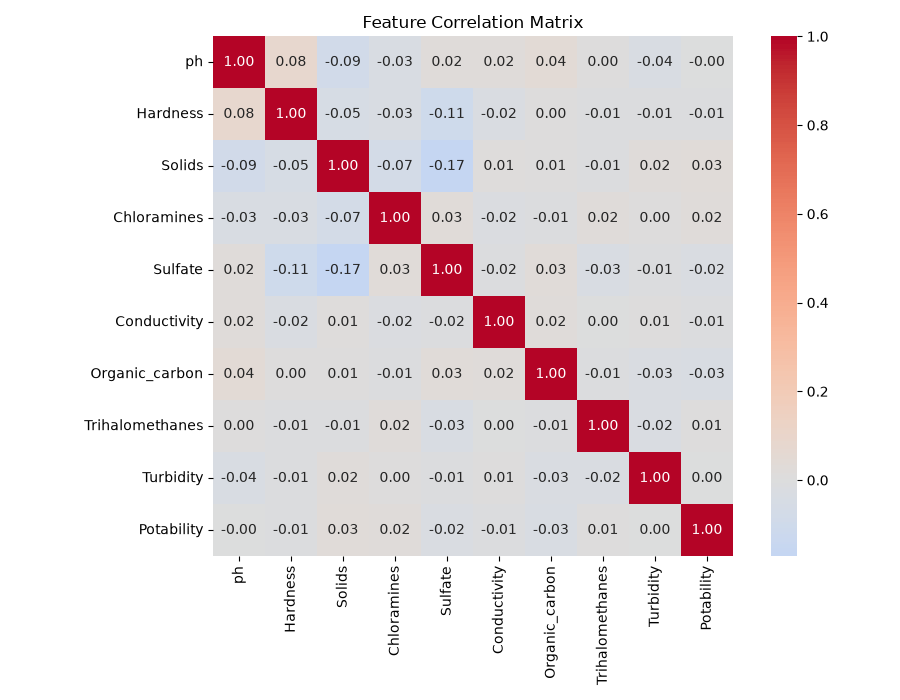 Feature Correlation Matrix
ph 1.00 0.08 -0.09 -0.03 0.02 0.02 0.04 0.00 -0.04 -0.00
Hardness 0.08 1.00 -0.05 -0.03 -0.11 -0.02 0.00 -0.01 -0.01 -0.01
Solids -0.09 -0.05 1.00 -0.07 -0.17 0.01 0.01 -0.01 0.02 0.03
Chloramines -0.03 -0.03 -0.07 1.00 0.03 -0.02 -0.01 0.02 0.00 0.02
Sulfate 0.02 -0.11 -0.17 0.03 1.00 -0.02 0.03 -0.03 -0.01 -0.02
Conductivity 0.02 -0.02 0.01 -0.02 -0.02 1.00 0.02 0.00 0.01 -0.01
Organic_carbon 0.04 0.00 0.01 -0.01 0.03 0.02 1.00 -0.01 -0.03 -0.03
Trihalomethanes 0.00 -0.01 -0.01 0.02 -0.03 0.00 -0.01 1.00 -0.02 0.01
Turbidity -0.04 -0.01 0.02 0.00 -0.01 0.01 -0.03 -0.02 1.00 0.00
Potability -0.00 -0.01 0.03 0.02 -0.02 -0.01 -0.03 0.01 0.00 1.00
ph
Hardness
Solids
Chloramines
Sulfate
Conductivity
Organic_carbon
Trihalomethanes
Turbidity
Potability
1.0
0.8
0.6
0.4
0.2
0.0